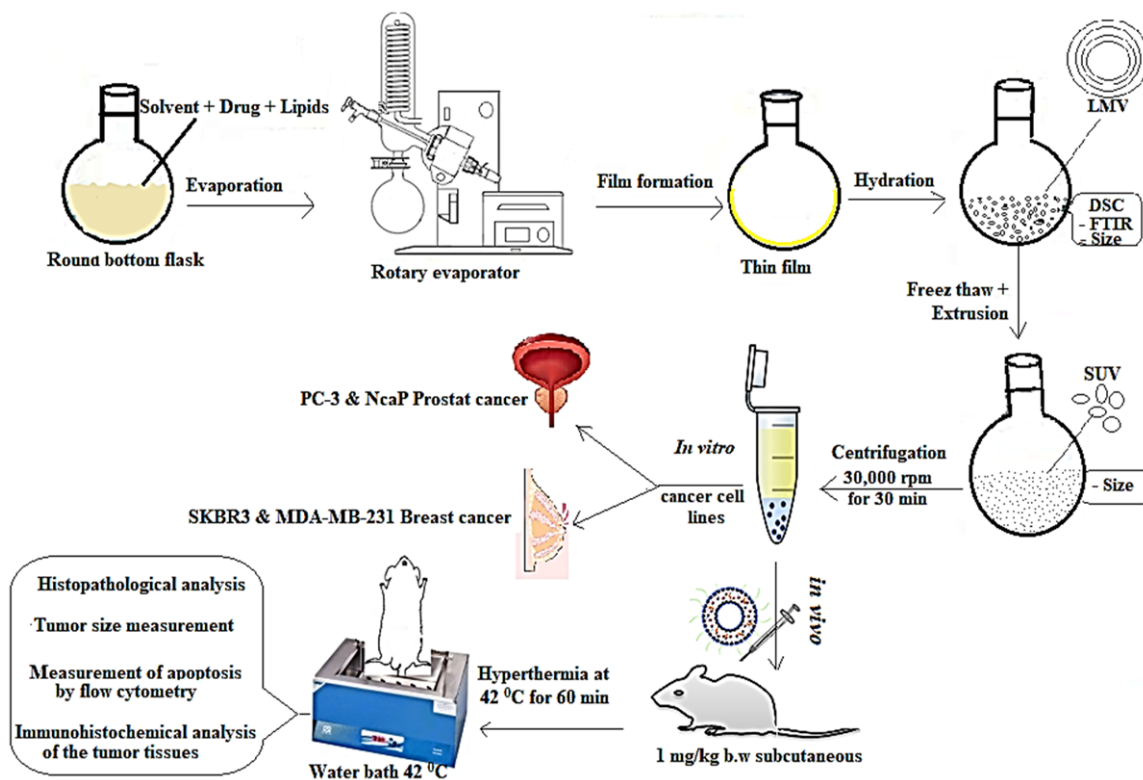 Solvent + Drug + Lipids
Evaporation
Round bottom flask
Rotary evaporator
Film formation
Thin film
Hydration
LMV
DSC
- FTIR
- Size
Freez thaw +
Extrusion
SUV
- Size
Centrifugation
30,000 rpm
for 30 min
In vitro
cancer cell
lines
PC-3 & NcaP Prostat cancer
SKBR3 & MDA-MB-231 Breast cancer
in vivo
1 mg/kg b.w subcutaneous
Hyperthermia at
42 ⁰C for 60 min
Water bath 42 ⁰C
Histopathological analysis
Tumor size measurement
Measurement of apoptosis
by flow cytometry
Immunohistochemical analysis
of the tumor tissues